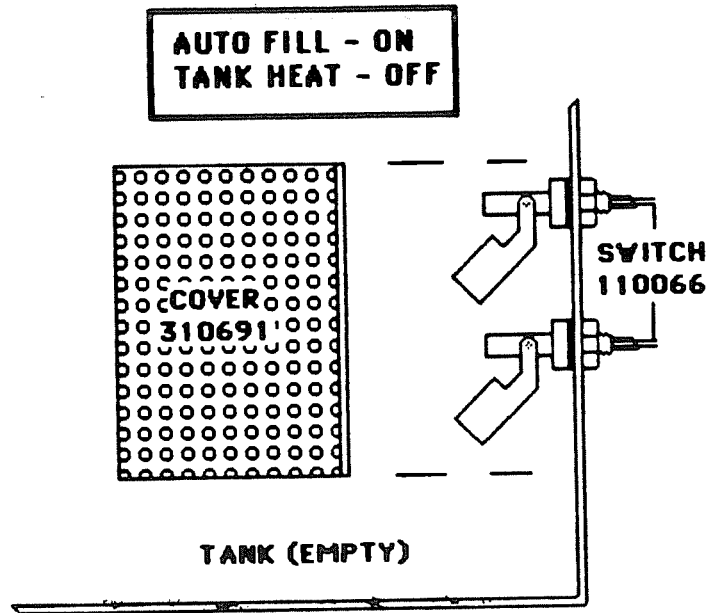 AUTO FILL - ON
TANK HEAT - OFF
COVER
310691
SWITCH
110066
TANK (EMPTY)